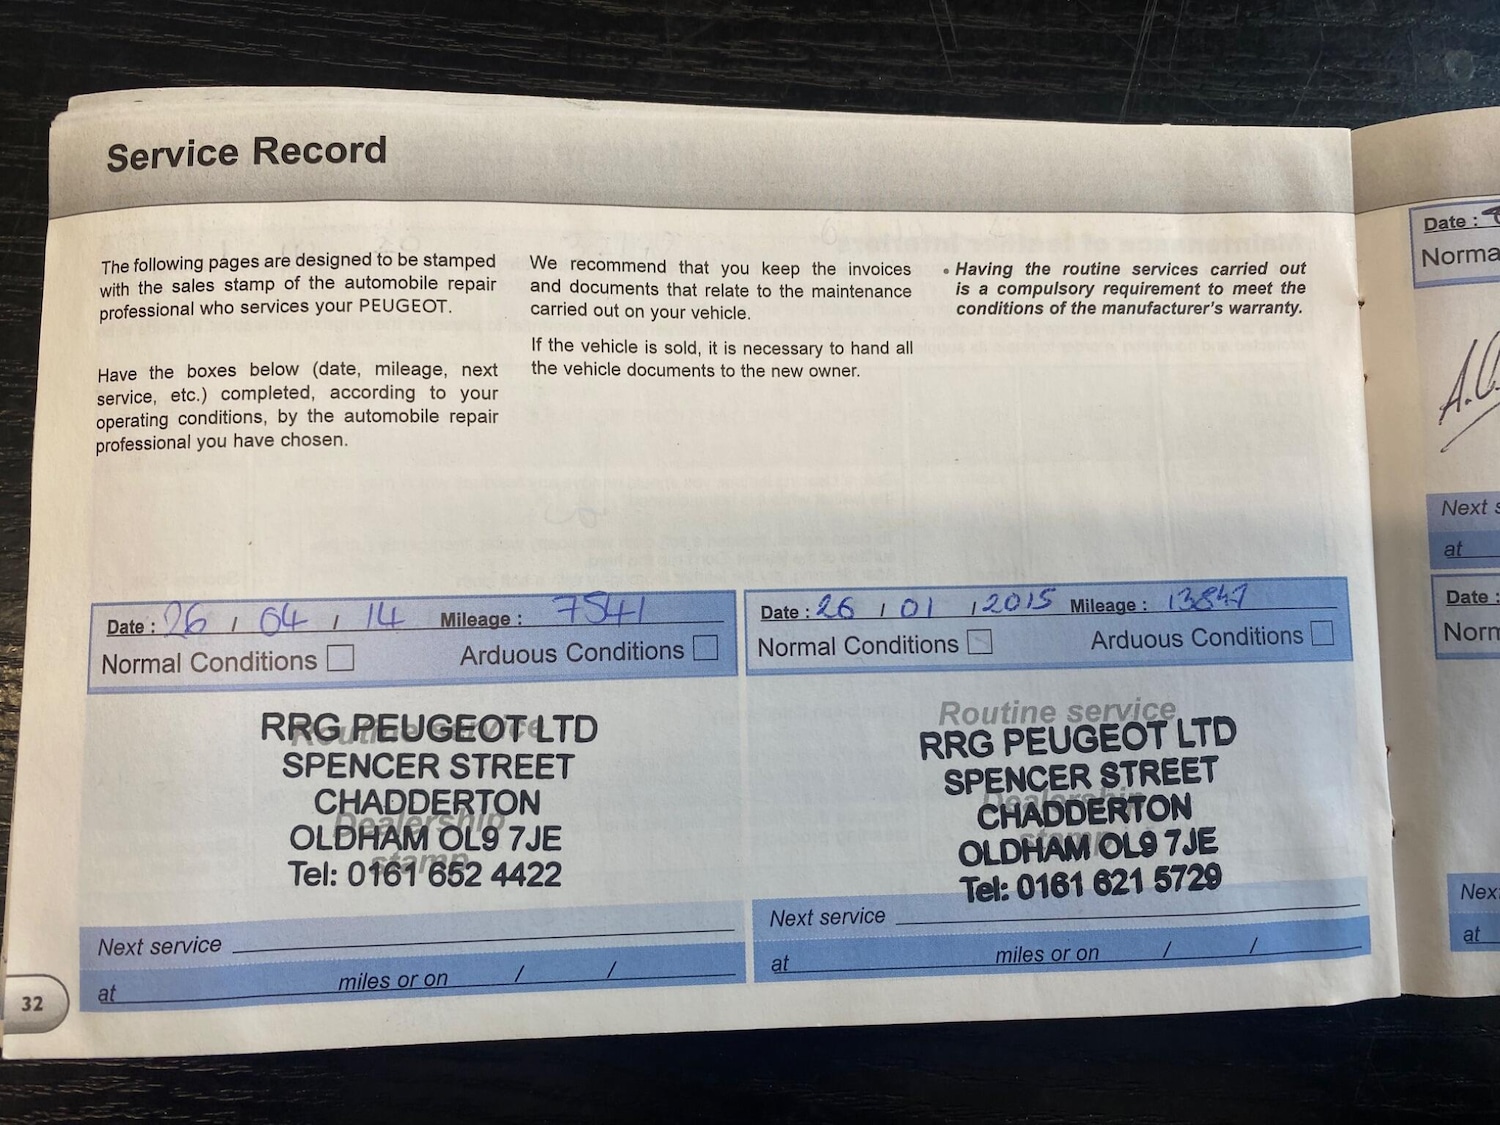 Service Record
The following pages are designed to be stamped
with the sales stamp of the automobile repair
professional who services your PEUGEOT.
Have the boxes below (date, mileage, next
service, etc.) completed, according to your
operating conditions, by the automobile repair
professional you have chosen.
We recommend that you keep the invoices
and documents that relate to the maintenance
carried out on your vehicle.
If the vehicle is sold, it is necessary to hand all
the vehicle documents to the new owner.
• Having the routine services carried out
is a compulsory requirement to meet the
conditions of the manufacturer's warranty.
Date : 26 / 04 / 14 Mileage : 7541
Normal Conditions Arduous Conditions
Routine service
RRG PEUGEOT LTD
SPENCER STREET
CHADDERTON
Dealership
OLDHAM OL9 7JE
stamp
Tel: 0161 652 4422
Next service
at miles or on / /
Date : 26 / 01 / 2015 Mileage : 13847
Normal Conditions Arduous Conditions
Routine service
RRG PEUGEOT LTD
SPENCER STREET
Dealership
CHADDERTON
stamp
OLDHAM OL9 7JE
Tel: 0161 621 5729
Next service
at miles or on / /
32
Date :
Next
at
Date :
at